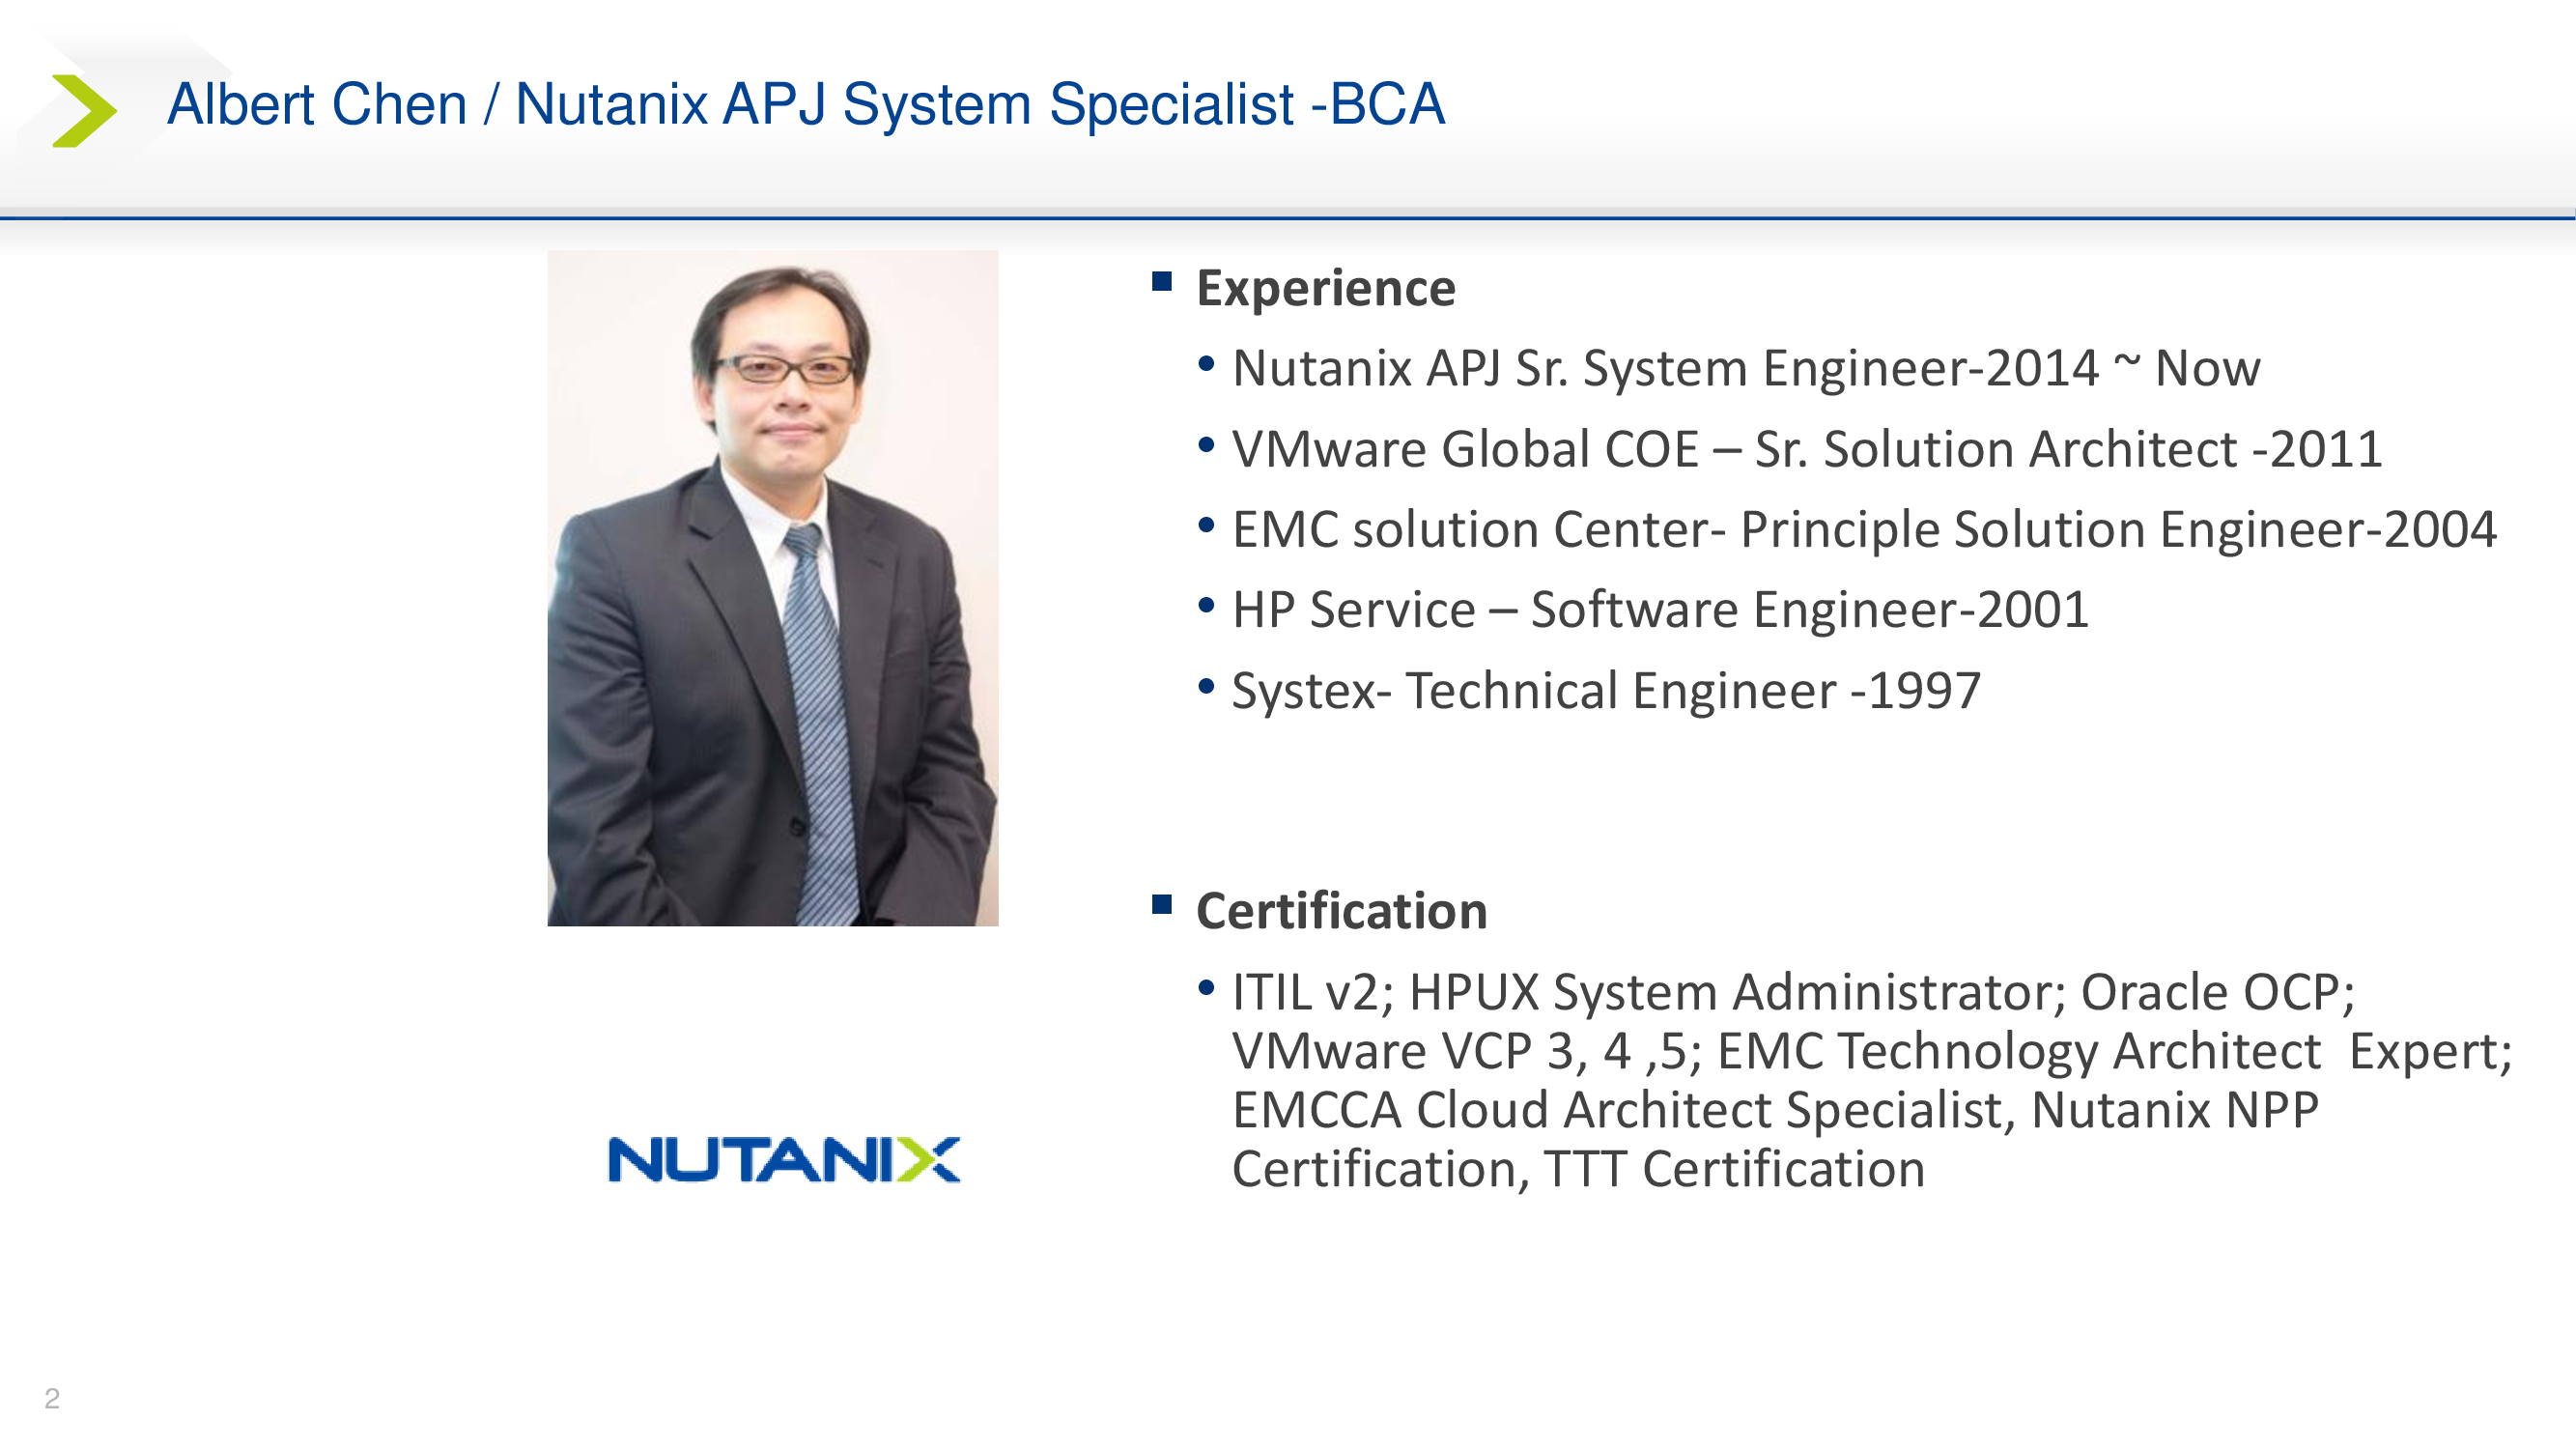 Albert Chen / Nutanix APJ System Specialist -BCA
Experience
Nutanix APJ Sr. System Engineer-2014 ~ Now
VMware Global COE – Sr. Solution Architect -2011
EMC solution Center- Principle Solution Engineer-2004
HP Service – Software Engineer-2001
Systex- Technical Engineer -1997
Certification
ITIL v2; HPUX System Administrator; Oracle OCP;
VMware VCP 3, 4 ,5; EMC Technology Architect  Expert;
EMCCA Cloud Architect Specialist, Nutanix NPP
Certification, TTT Certification
NUTANIX
2